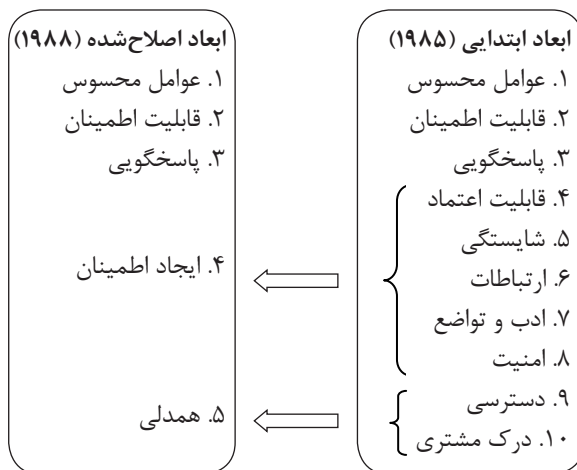 ابعاد ابتدایی (۱۹۸۵)
۱. عوامل محسوس
۲. قابلیت اطمینان
۳. پاسخگویی
۴. قابلیت اعتماد
۵. شایستگی
۶. ارتباطات
۷. ادب و تواضع
۸. امنیت
۹. دسترسی
۱۰. درک مشتری
ابعاد اصلاح‌شده (۱۹۸۸)
۱. عوامل محسوس
۲. قابلیت اطمینان
۳. پاسخگویی
۴. ایجاد اطمینان
۵. همدلی